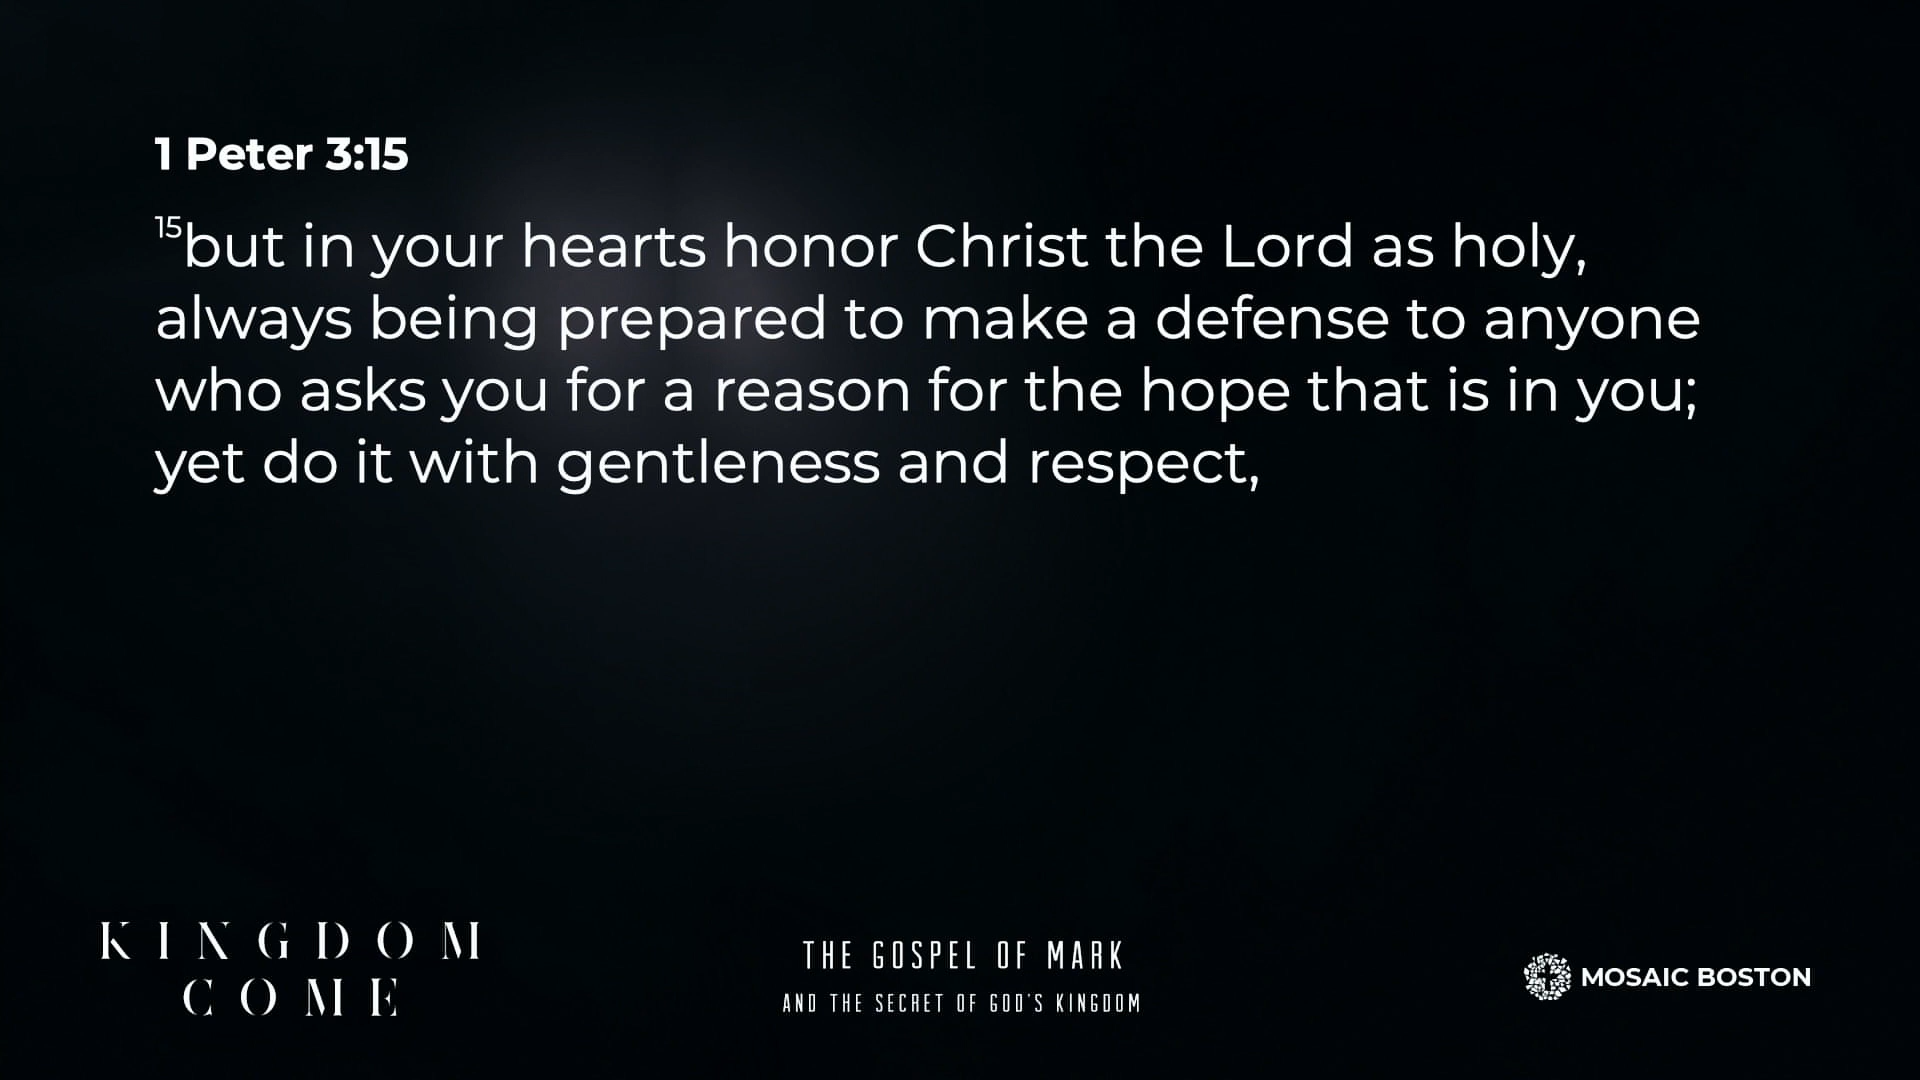 1 Peter 3:15
15but in your hearts honor Christ the Lord as holy,
always being prepared to make a defense to anyone
who asks you for a reason for the hope that is in you;
yet do it with gentleness and respect,
KINGDOM
COME
THE GOSPEL OF MARK
AND THE SECRET OF GOD'S KINGDOM
MOSAIC BOSTON